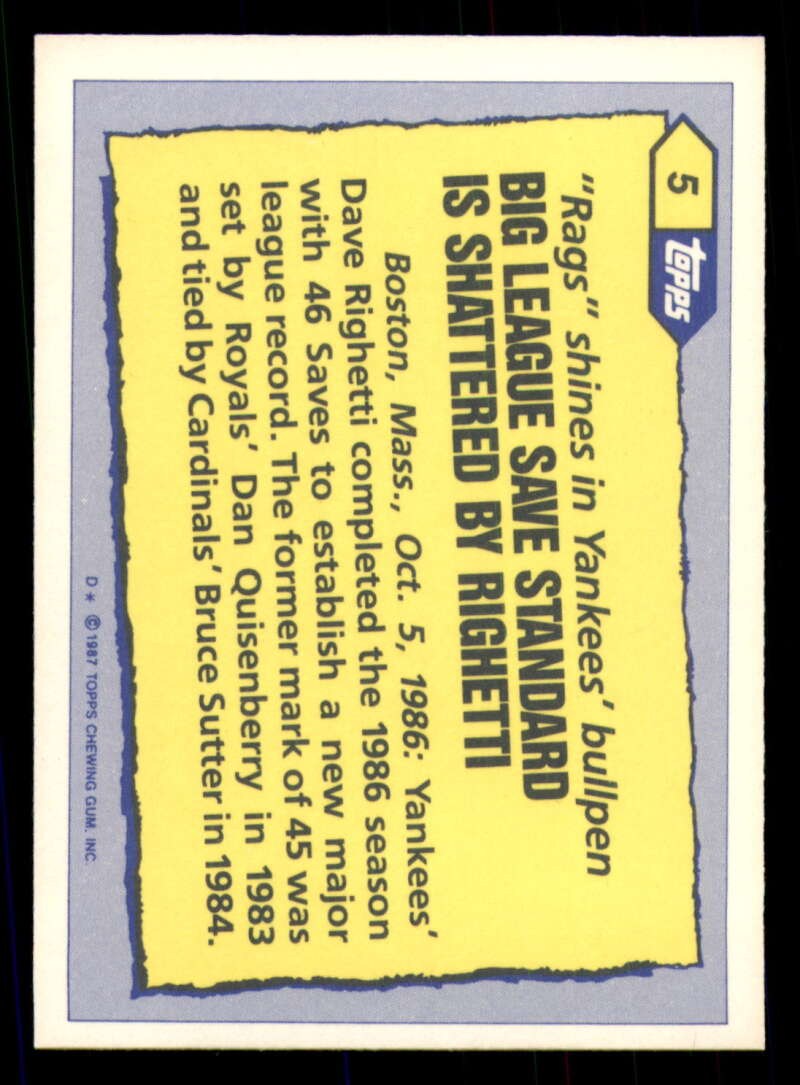 5
topps
"Rags" shines in Yankees' bullpen
BIG LEAGUE SAVE STANDARD
IS SHATTERED BY RIGHETTI
Boston, Mass., Oct. 5, 1986: Yankees'
Dave Righetti completed the 1986 season
with 46 Saves to establish a new major
league record. The former mark of 45 was
set by Royals' Dan Quisenberry in 1983
and tied by Cardinals' Bruce Sutter in 1984.
D* ©1987 TOPPS CHEWING GUM, INC.